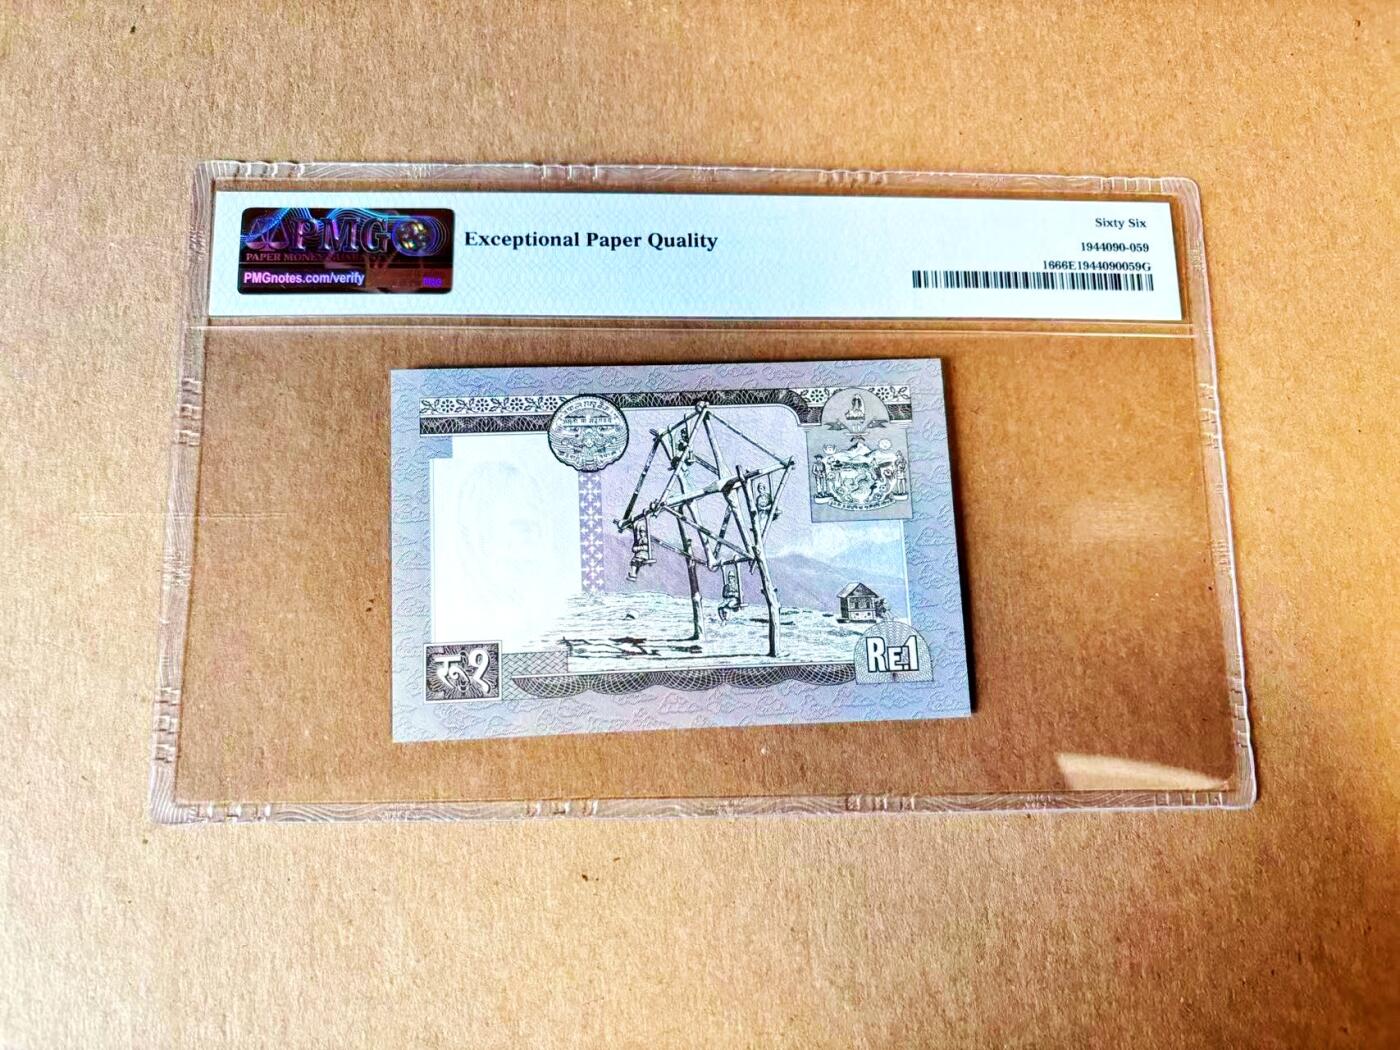 PMG
PAPER MONEY GUARANTY
PMGnotes.com/verify
Exceptional Paper Quality
Sixty Six
1944090-059
1666E1944090059G
रू१
RE.1